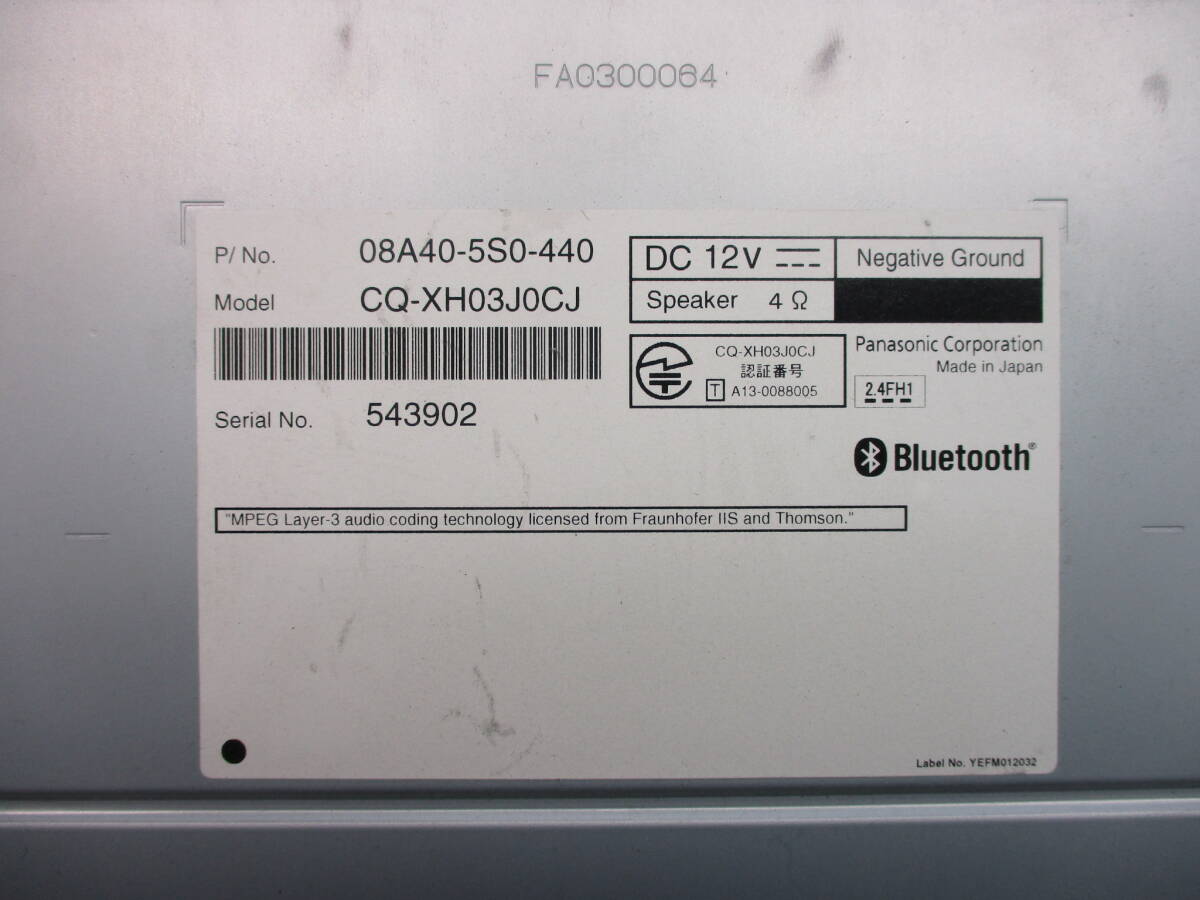 FA0300064
P/ No. 08A40-5S0-440
Model CQ-XH03J0CJ
Serial No. 543902
DC 12V Negative Ground
Speaker 4 Ω
CQ-XH03J0CJ
認証番号
T A13-0088005
Panasonic Corporation
Made in Japan
2.4FH1
Bluetooth®
"MPEG Layer-3 audio coding technology licensed from Fraunhofer IIS and Thomson."
Label No. YEFM012032